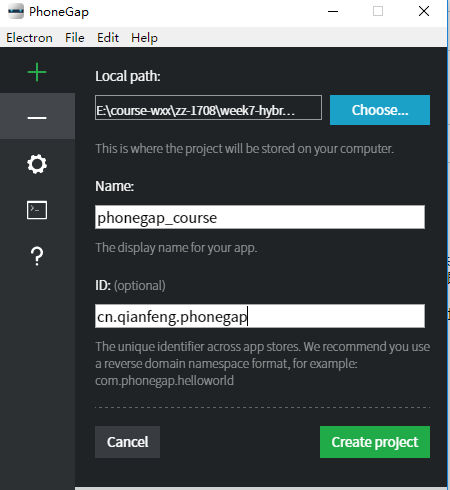 PhoneGap
Electron File Edit Help
Local path:
E:\course-wxx\zz-1708\week7-hybr...
Choose...
This is where the project will be stored on your computer.
Name:
phonegap_course
The display name for your app.
ID: (optional)
cn.qianfeng.phonegap
The unique identifier across app stores. We recommend you
use a reverse domain namespace format, for example:
com.phonegap.helloworld
Cancel
Create project